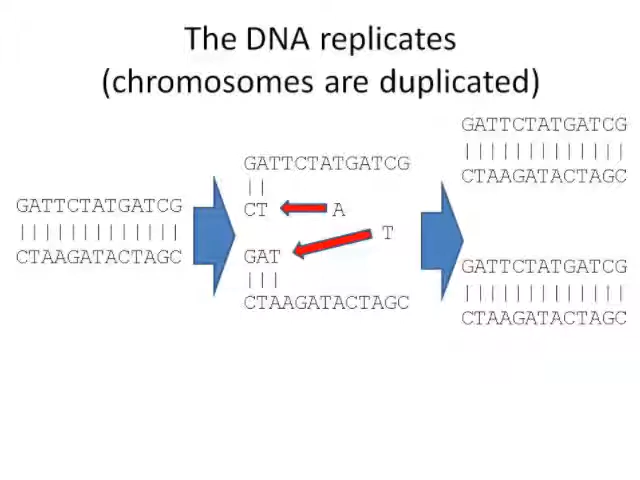 The DNA replicates
(chromosomes are duplicated)
GATTCTATGATCG
|||||||||||||
CTAAGATACTAGC
GATTCTATGATCG
||
CT
A
T
GAT
|||
CTAAGATACTAGC
GATTCTATGATCG
|||||||||||||
CTAAGATACTAGC
GATTCTATGATCG
|||||||||||||
CTAAGATACTAGC